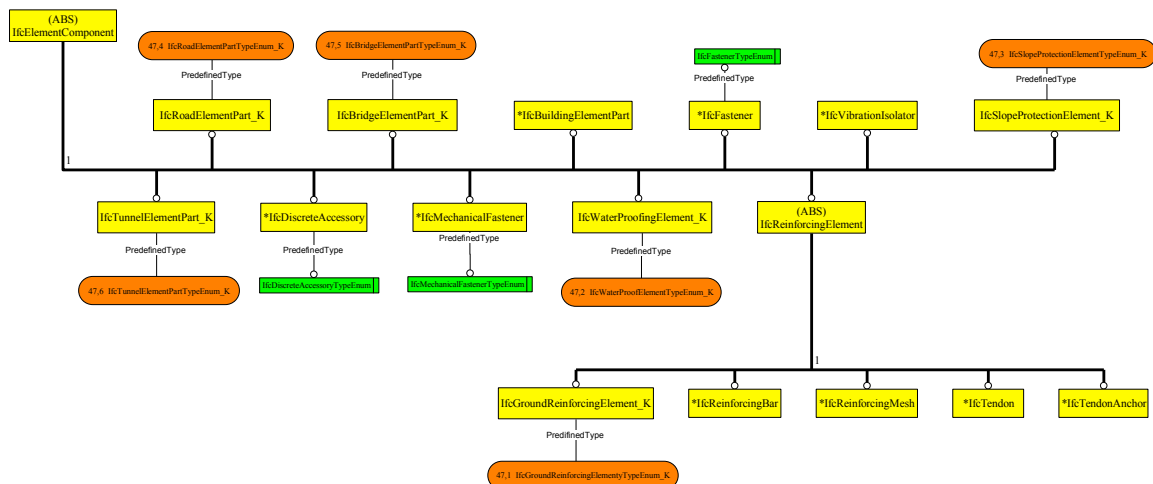 (ABS)
IfcElementComponent
47,4 IfcRoadElementPartTypeEnum_K
47,5 IfcBridgeElementPartTypeEnum_K
IfcFastenerTypeEnum
47,3 IfcSlopeProtectionElementTypeEnum_K
PredefinedType
PredefinedType
PredefinedType
PredefinedType
IfcRoadElementPart_K
IfcBridgeElementPart_K
*IfcBuildingElementPart
*IfcFastener
*IfcVibrationIsolator
IfcSlopeProtectionElement_K
1
IfcTunnelElementPart_K
*IfcDiscreteAccessory
*IfcMechanicalFastener
IfcWaterProofingElement_K
(ABS)
IfcReinforcingElement
PredefinedType
PredefinedType
PredefinedType
PredefinedType
47,6 IfcTunnelElementPartTypeEnum_K
IfcDiscreteAccessoryTypeEnum
IfcMechanicalFastenerTypeEnum
47,2 IfcWaterProofElementTypeEnum_K
1
IfcGroundReinforcingElement_K
*IfcReinforcingBar
*IfcReinforcingMesh
*IfcTendon
*IfcTendonAnchor
PredifinedType
47,1 IfcGroundReinforcingElementyTypeEnum_K